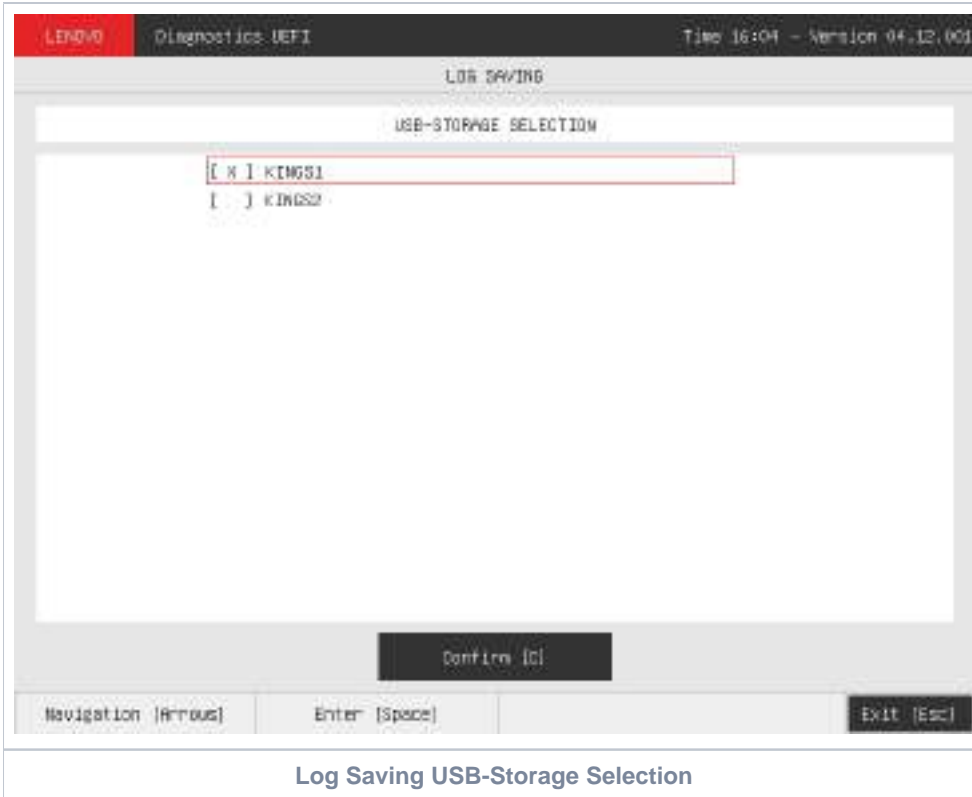 LENOVO Diagnostics UEFI Time 16:04 - Version 04.12.001
LOG SAVING
USB-STORAGE SELECTION
[ X ] KINGS1
[ ] KINGS2
Confirm [C]
Navigation [Arrows] Enter [Space] Exit [Esc]
Log Saving USB-Storage Selection